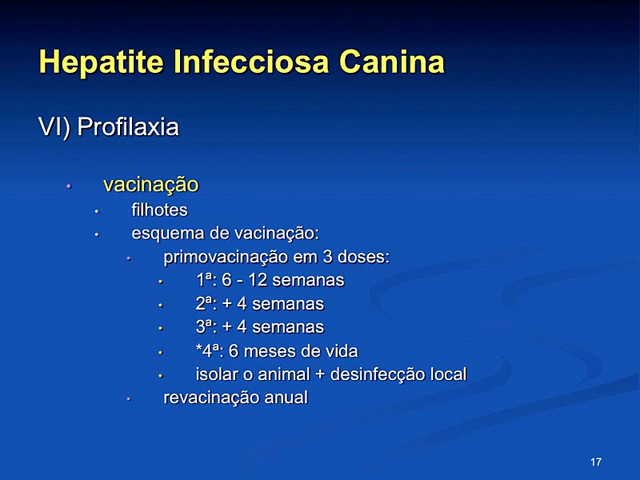 Hepatite Infecciosa Canina
VI) Profilaxia
• vacinação
• filhotes
• esquema de vacinação:
• primovacinação em 3 doses:
• 1ª: 6 - 12 semanas
• 2ª: + 4 semanas
• 3ª: + 4 semanas
• *4ª: 6 meses de vida
• isolar o animal + desinfecção local
• revacinação anual
17